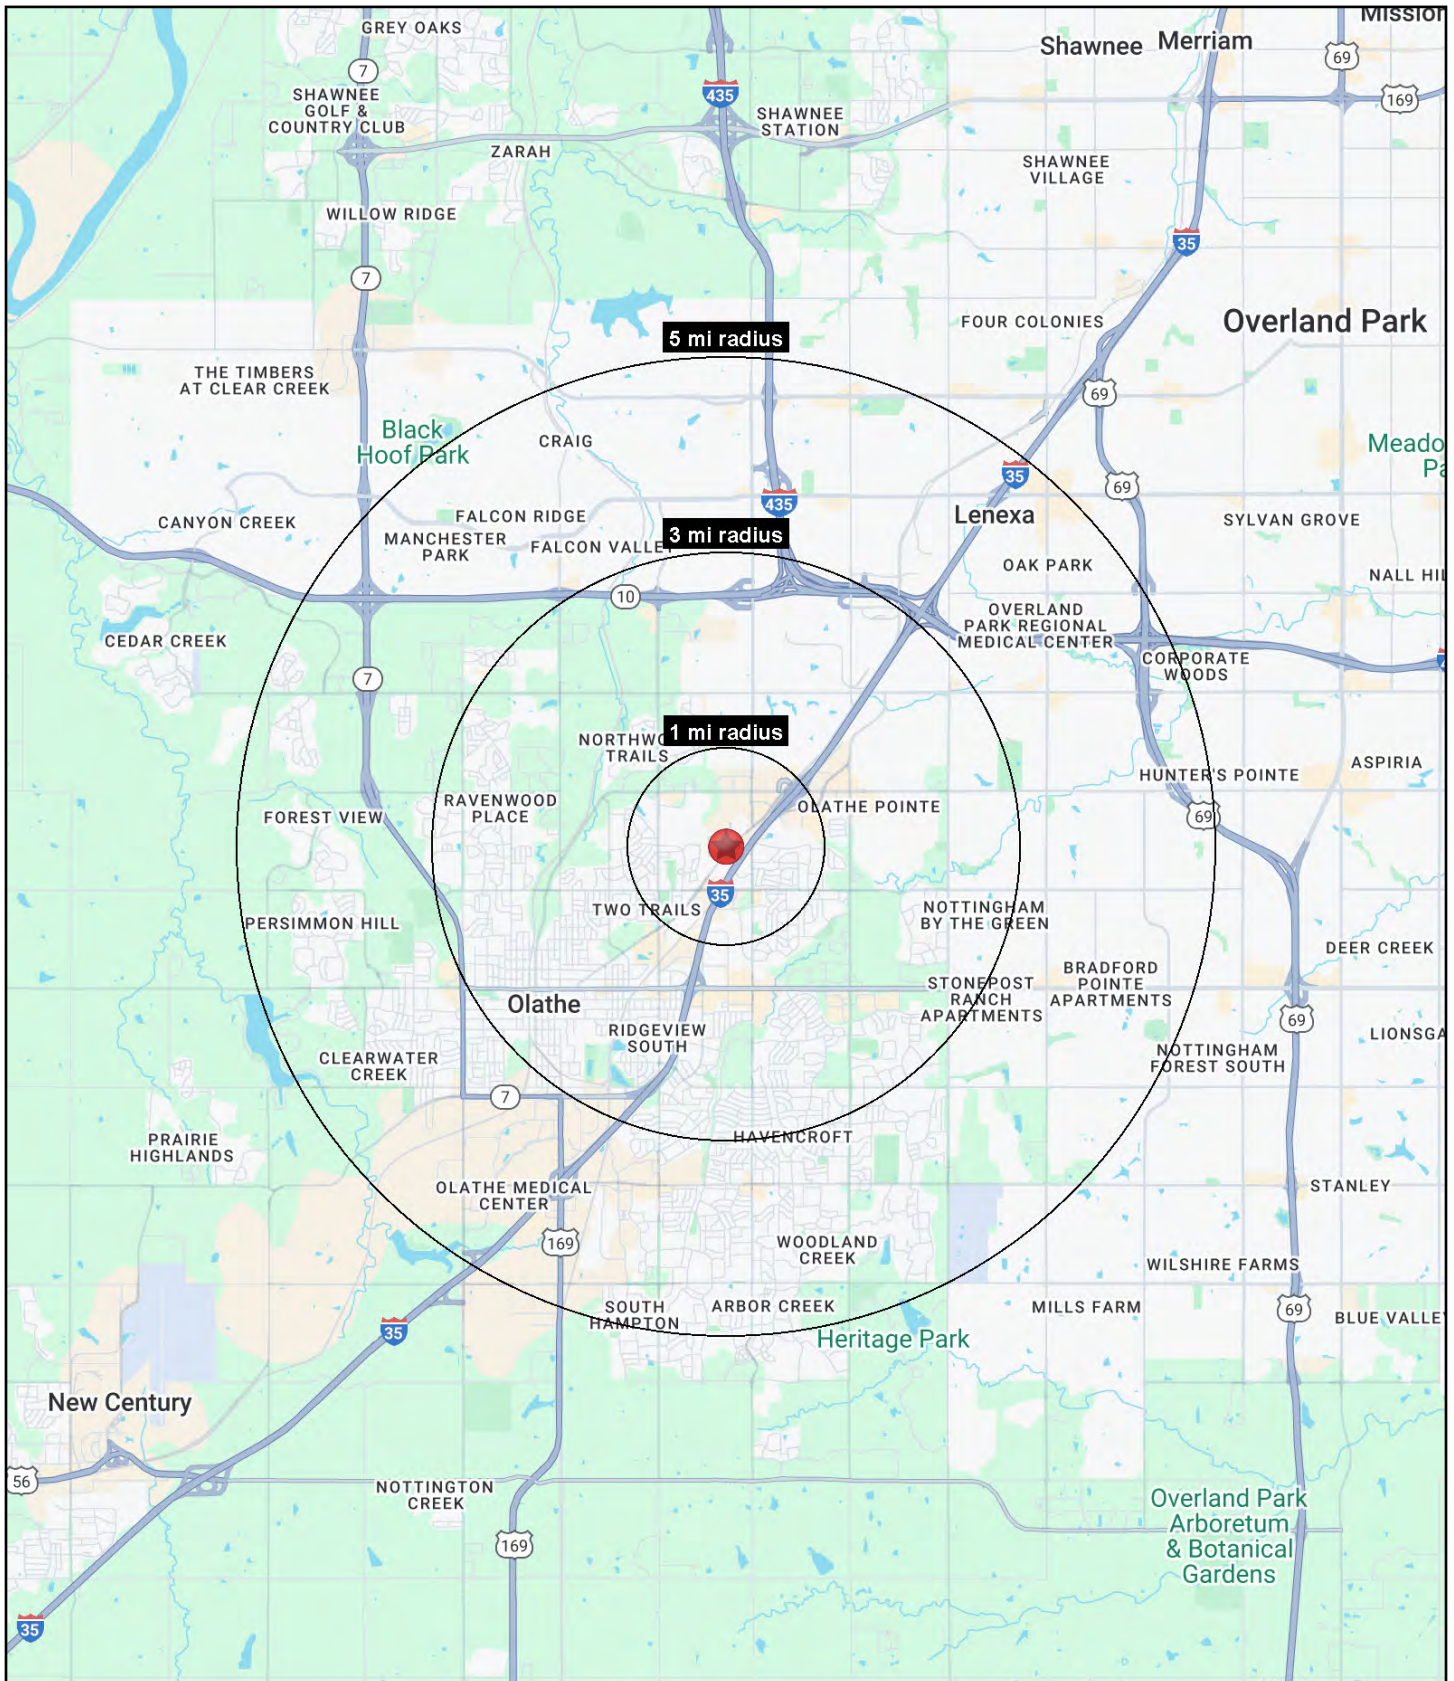 GREY OAKS
Mission
Shawnee
Merriam
7
69
SHAWNEE
GOLF &
COUNTRY CLUB
435
169
SHAWNEE
STATION
ZARAH
SHAWNEE
VILLAGE
WILLOW RIDGE
35
7
FOUR COLONIES
Overland Park
5 mi radius
THE TIMBERS
AT CLEAR CREEK
69
Black
Hoof Park
CRAIG
Meado
Pa
35
69
435
CANYON CREEK
FALCON RIDGE
Lenexa
SYLVAN GROVE
3 mi radius
MANCHESTER
PARK
FALCON VALLEY
OAK PARK
NALL HIL
10
OVERLAND
PARK REGIONAL
MEDICAL CENTER
CEDAR CREEK
CORPORATE
WOODS
7
1 mi radius
NORTHWO
TRAILS
ASPIRIA
HUNTER'S POINTE
RAVENWOOD
PLACE
OLATHE POINTE
FOREST VIEW
69
35
TWO TRAILS
NOTTINGHAM
BY THE GREEN
PERSIMMON HILL
DEER CREEK
BRADFORD
POINTE
APARTMENTS
STONEPOST
RANCH
APARTMENTS
Olathe
69
RIDGEVIEW
SOUTH
LIONSGA
CLEARWATER
CREEK
NOTTINGHAM
FOREST SOUTH
7
HAVENCROFT
PRAIRIE
HIGHLANDS
OLATHE MEDICAL
CENTER
STANLEY
169
WOODLAND
CREEK
WILSHIRE FARMS
SOUTH
HAMPTON
ARBOR CREEK
MILLS FARM
69
BLUE VALLEY
35
Heritage Park
New Century
56
NOTTINGTON
CREEK
Overland Park
Arboretum
& Botanical
Gardens
169
35